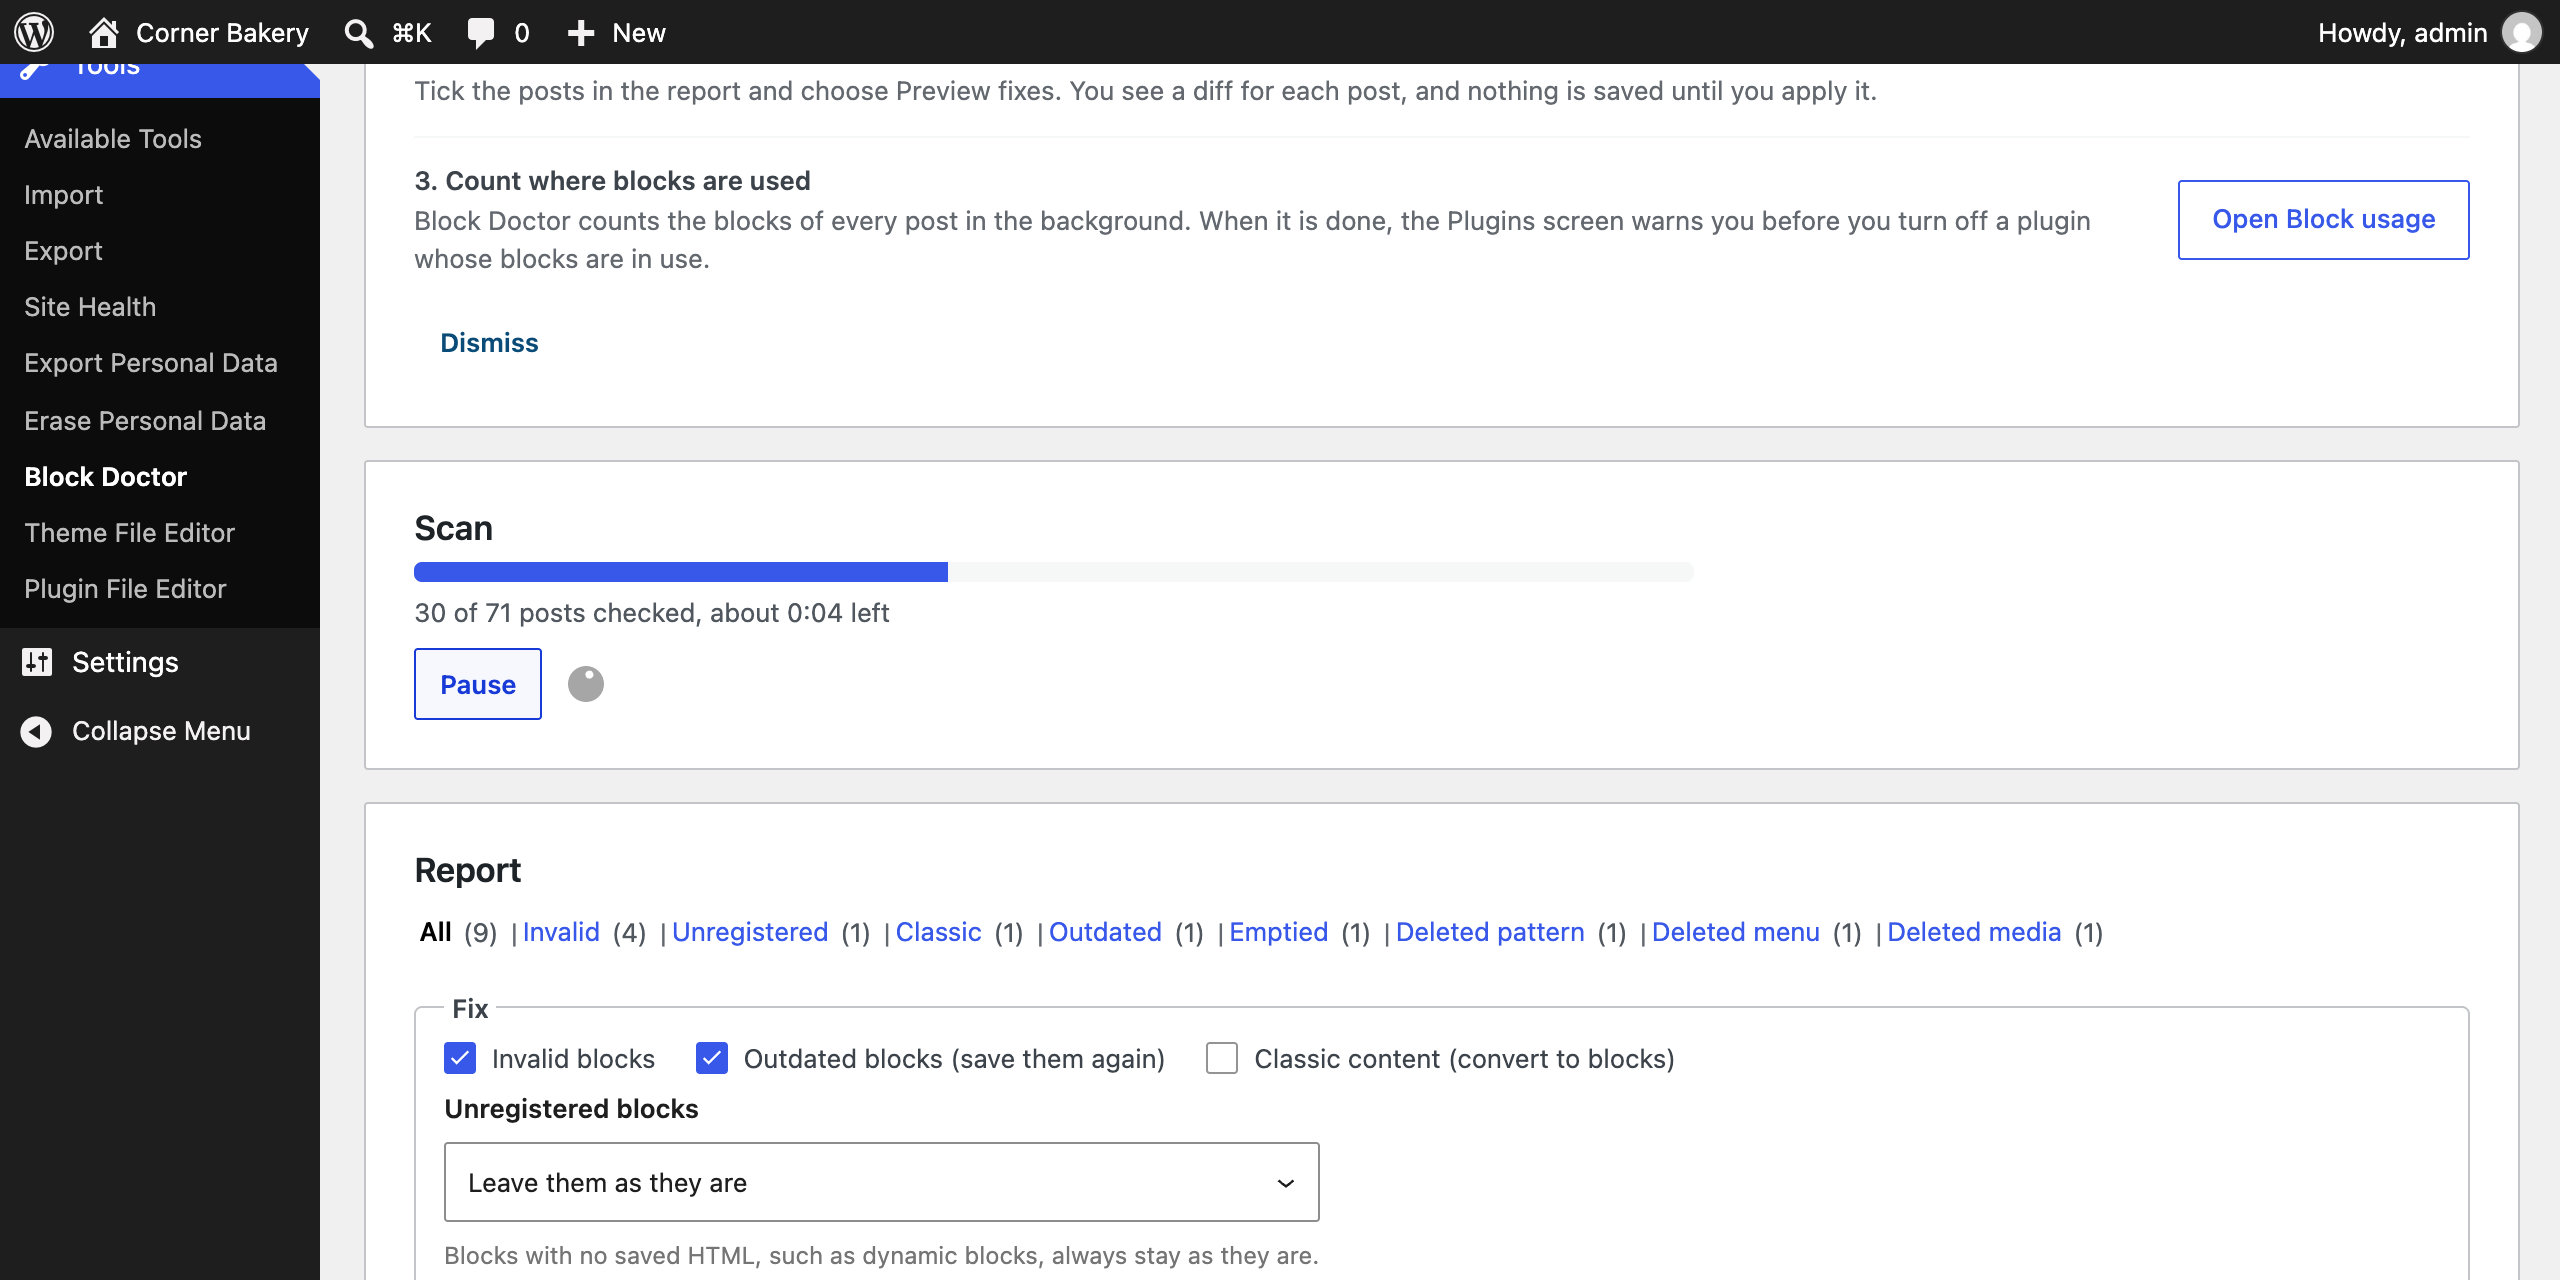 Corner Bakery ⌘K 0 New Howdy, admin
Tools
Available Tools
Import
Export
Site Health
Export Personal Data
Erase Personal Data
Block Doctor
Theme File Editor
Plugin File Editor
Settings
Collapse Menu
Tick the posts in the report and choose Preview fixes. You see a diff for each post, and nothing is saved until you apply it.
3. Count where blocks are used
Block Doctor counts the blocks of every post in the background. When it is done, the Plugins screen warns you before you turn off a plugin
whose blocks are in use.
Open Block usage
Dismiss
Scan
30 of 71 posts checked, about 0:04 left
Pause
Report
All (9) | Invalid (4) | Unregistered (1) | Classic (1) | Outdated (1) | Emptied (1) | Deleted pattern (1) | Deleted menu (1) | Deleted media (1)
Fix
Invalid blocks Outdated blocks (save them again) Classic content (convert to blocks)
Unregistered blocks
Leave them as they are
Blocks with no saved HTML, such as dynamic blocks, always stay as they are.